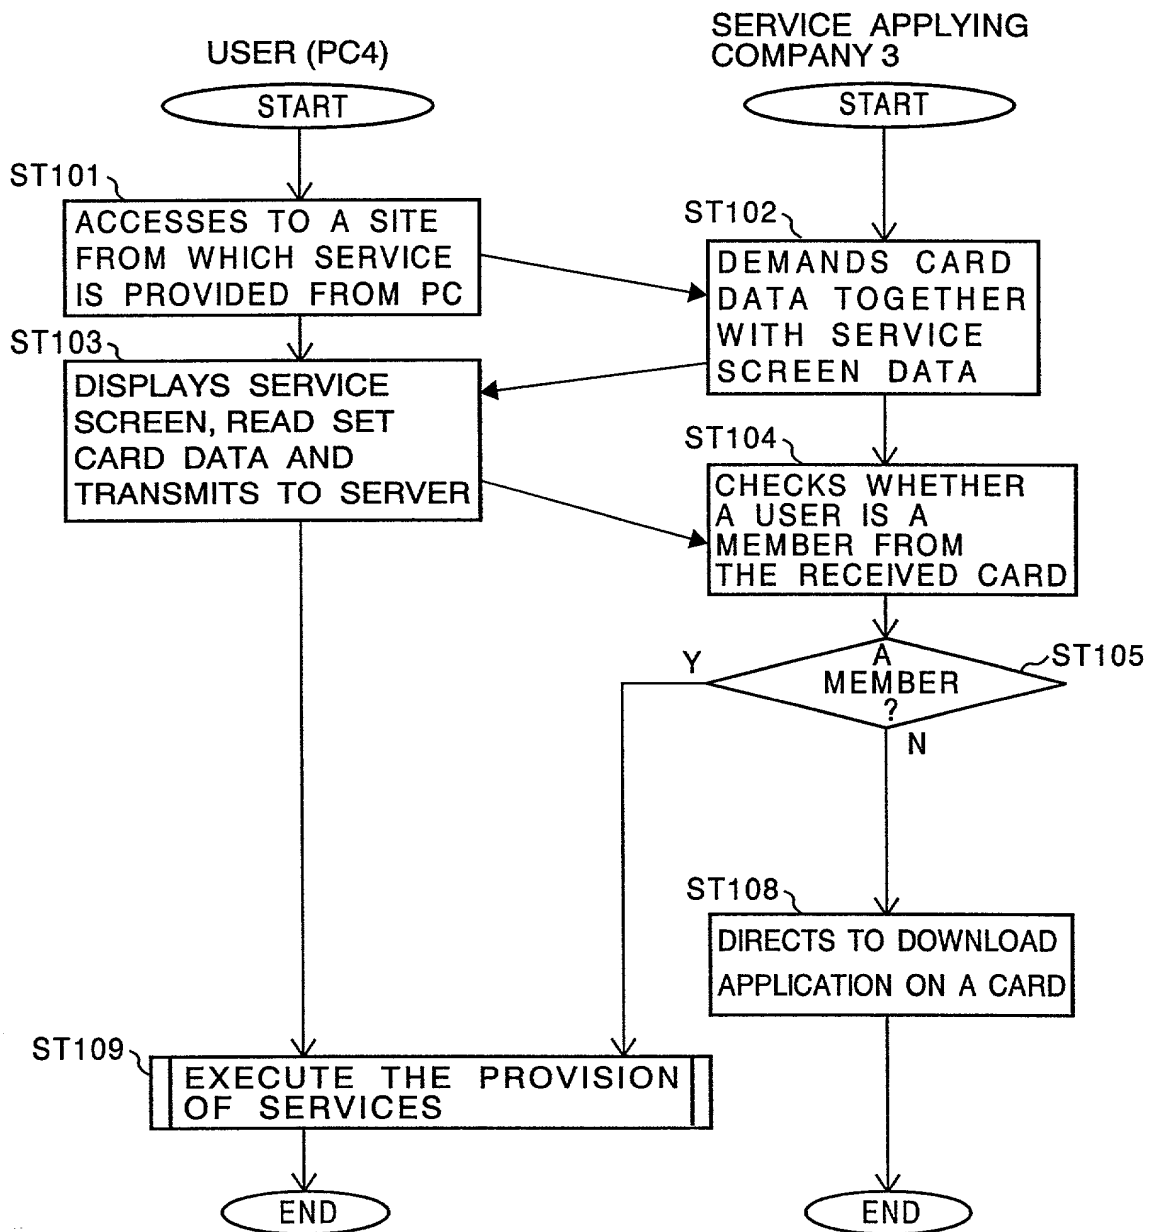 USER (PC4)
SERVICE APPLYING
COMPANY 3
START
START
ST101
ACCESSES TO A SITE
FROM WHICH SERVICE
IS PROVIDED FROM PC
ST102
DEMANDS CARD
DATA TOGETHER
WITH SERVICE
SCREEN DATA
ST103
DISPLAYS SERVICE
SCREEN, READ SET
CARD DATA AND
TRANSMITS TO SERVER
ST104
CHECKS WHETHER
A USER IS A
MEMBER FROM
THE RECEIVED CARD
ST105
A
MEMBER
?
Y
N
ST108
DIRECTS TO DOWNLOAD
APPLICATION ON A CARD
ST109
EXECUTE THE PROVISION
OF SERVICES
END
END